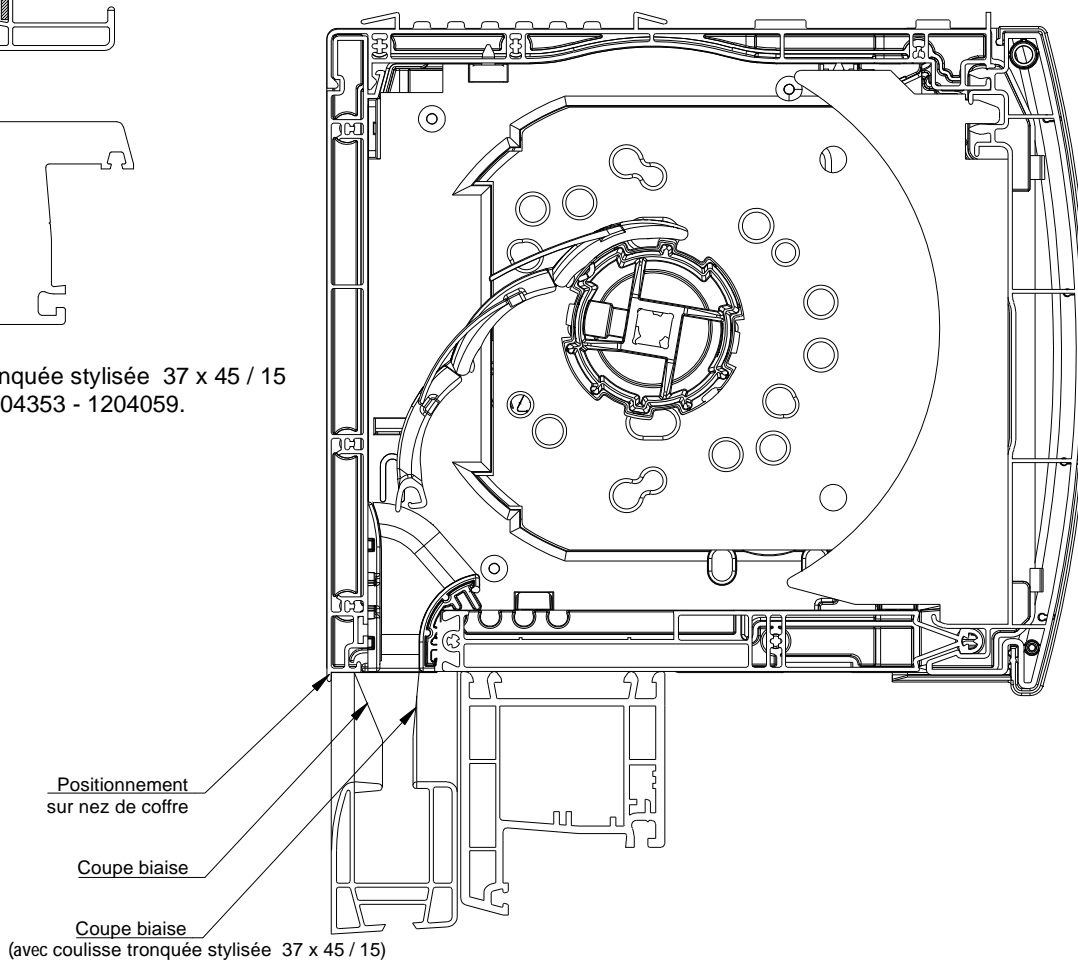 stylisée 37 x 45 / 15
04353 - 1204059.
Positionnement
sur nez de coffre
Coupe biaise
Coupe biaise
(avec coulisse tronquée stylisée 37 x 45 / 15)